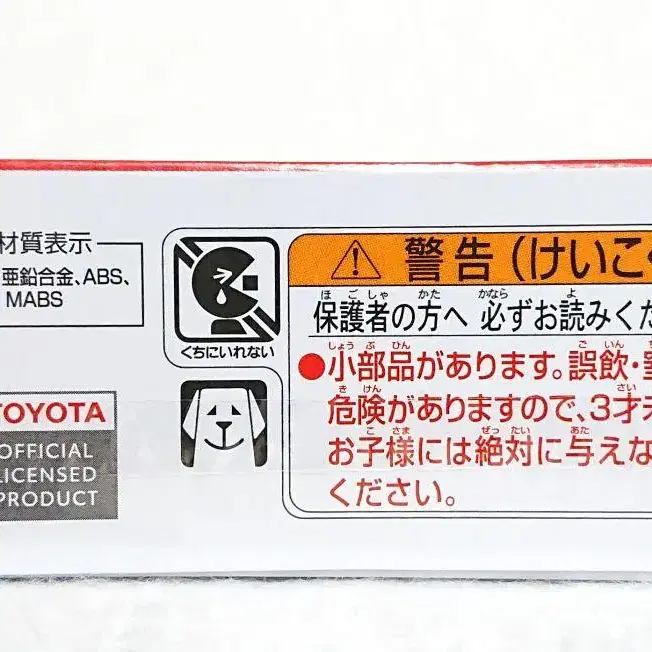 材質表示
亜鉛合金、ABS、
MABS
くちにいれない
TOYOTA
OFFICIAL
LICENSED
PRODUCT
警告(けいこ
ほごしゃ かた かなら よ
保護者の方へ 必ずお読みくだ
しょうぶひん ごいん
●小部品があります。誤飲・
きけん さい
危険がありますので、3才未
こさま ぜったい あた
お子様には絶対に与えな
ください。